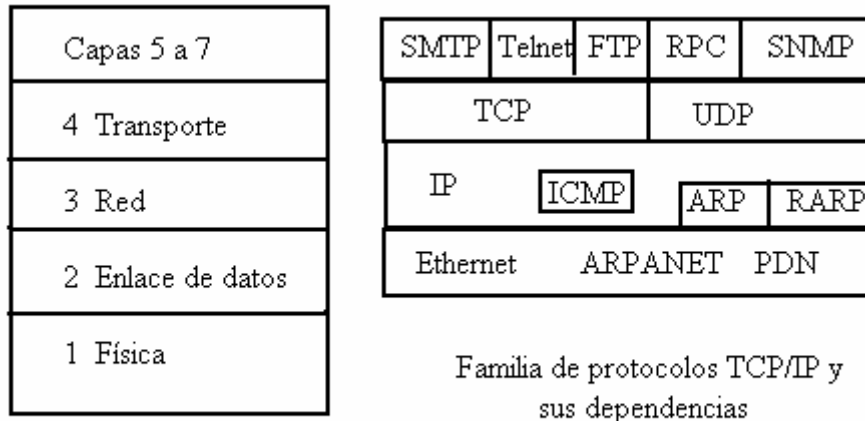 Capas 5 a 7
4 Transporte
3 Red
2 Enlace de datos
1 Física
SMTP Telnet FTP RPC SNMP
TCP UDP
IP ICMP ARP RARP
Ethernet ARPANET PDN
Familia de protocolos TCP/IP y
sus dependencias